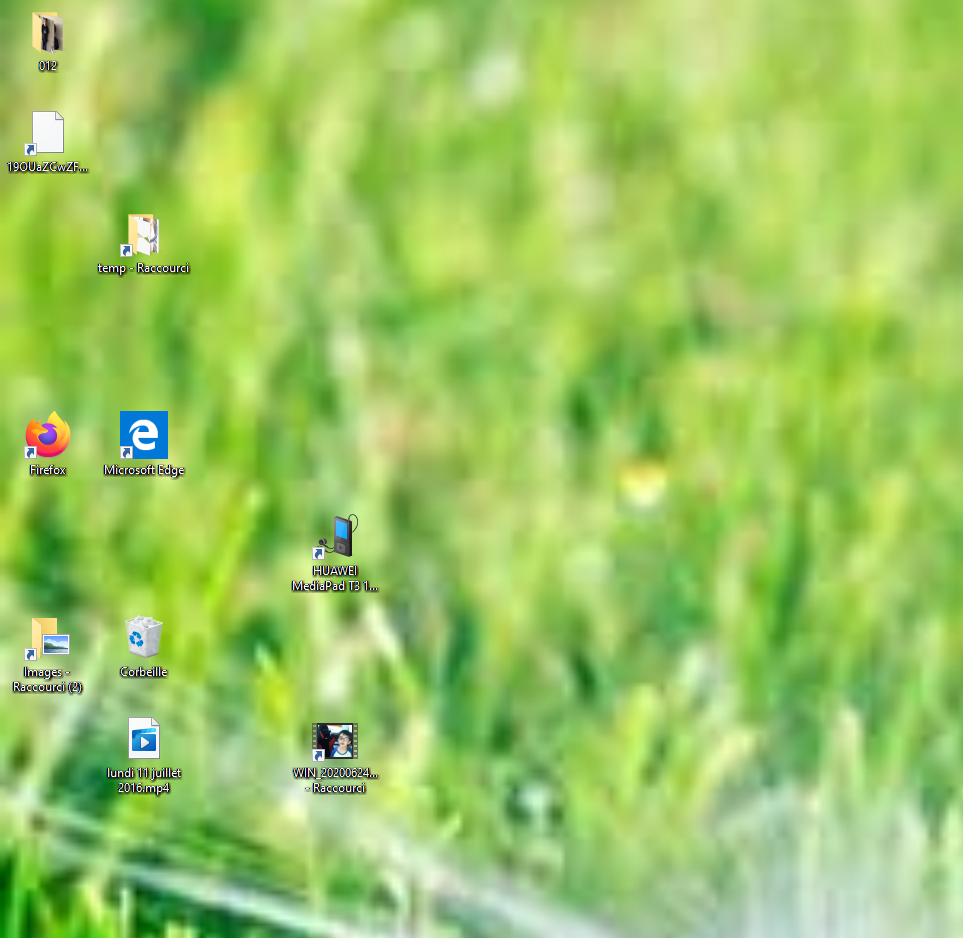 012
19OUaZCwZF...
temp - Raccourci
Firefox
Microsoft Edge
HUAWEI
MediaPad T3 1...
Images -
Raccourci (2)
Corbeille
lundi 11 juillet
2016.mp4
WIN_20200624...
- Raccourci